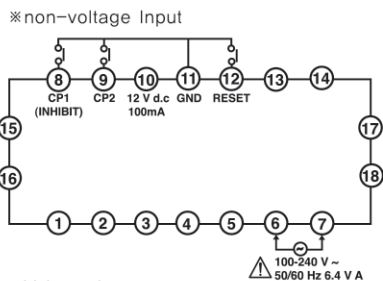 ※non-voltage Input
8 9 10 11 12 13 14
CP1 CP2 12 V d.c GND RESET
(INHIBIT) 100mA
15 17
16 18
1 2 3 4 5 6 7
100-240 V ~
50/60 Hz 6.4 V A